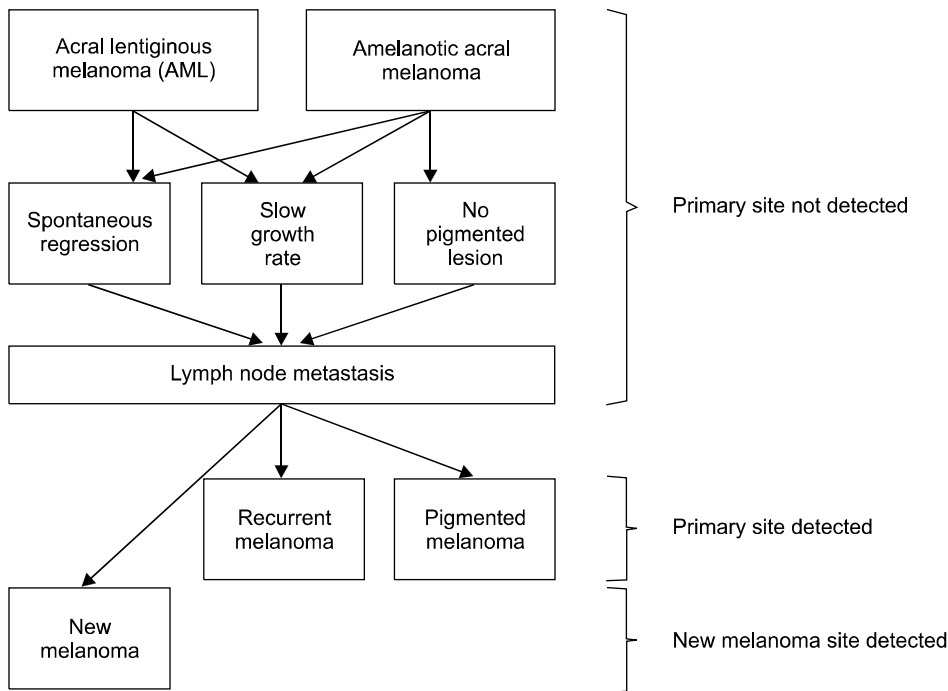 Acral lentiginous
melanoma (AML)
Amelanotic acral
melanoma
Spontaneous
regression
Slow
growth
rate
No
pigmented
lesion
Primary site not detected
Lymph node metastasis
Recurrent
melanoma
Pigmented
melanoma
Primary site detected
New
melanoma
New melanoma site detected